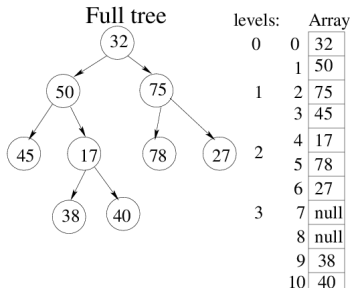 Full tree
levels: Array
32
0 0 32
1 50
50 75
1 2 75
3 45
4 17
45 17 78 27
2
5 78
6 27
38 40
3 7 null
8 null
9 38
10 40